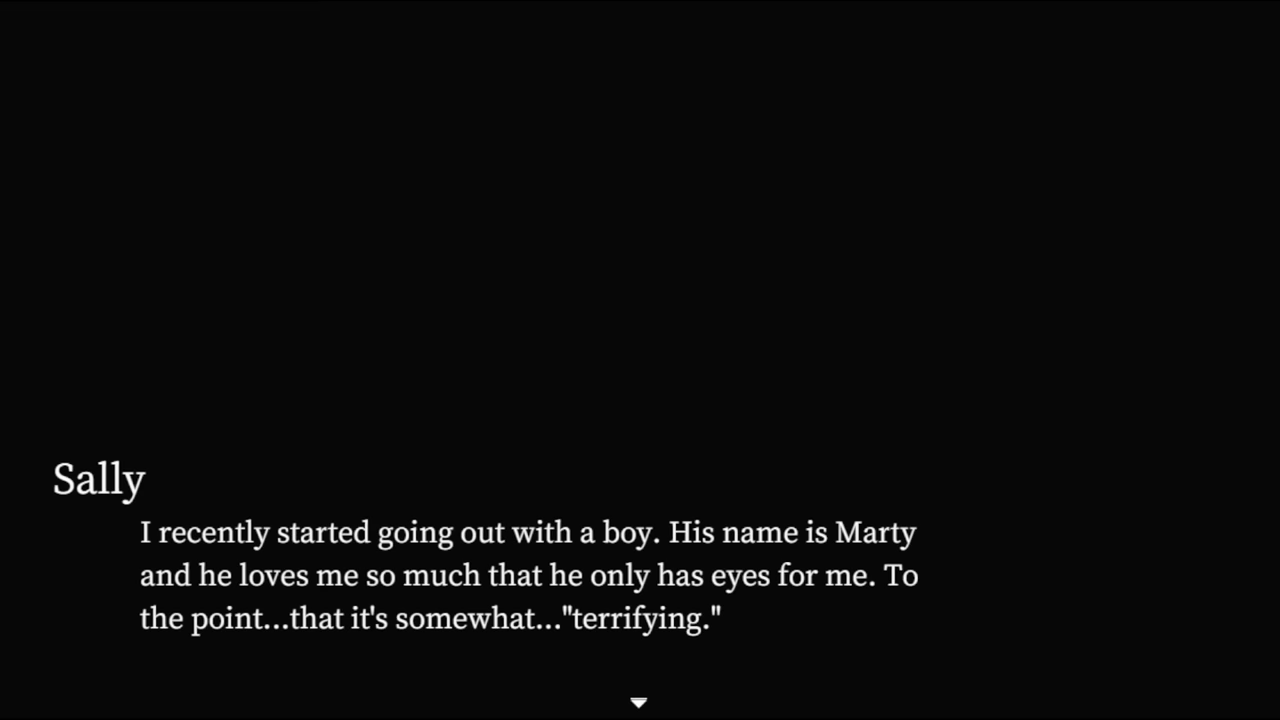 Sally
I recently started going out with a boy. His name is Marty
and he loves me so much that he only has eyes for me. To
the point...that it's somewhat..."terrifying."